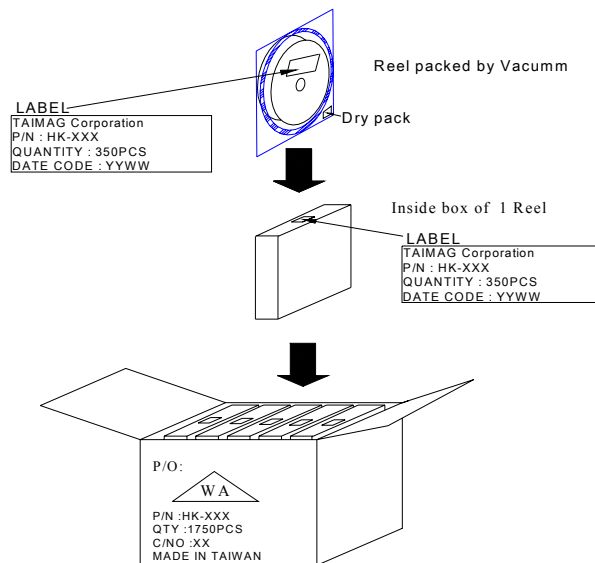 Reel packed by Vacumm
LABEL
TAIMAG Corporation
P/N : HK-XXX
QUANTITY : 350PCS
DATE CODE : YYWW
Dry pack
Inside box of 1 Reel
LABEL
TAIMAG Corporation
P/N : HK-XXX
QUANTITY : 350PCS
DATE CODE : YYWW
P/O:
WA
P/N :HK-XXX
QTY :1750PCS
C/NO :XX
MADE IN TAIWAN